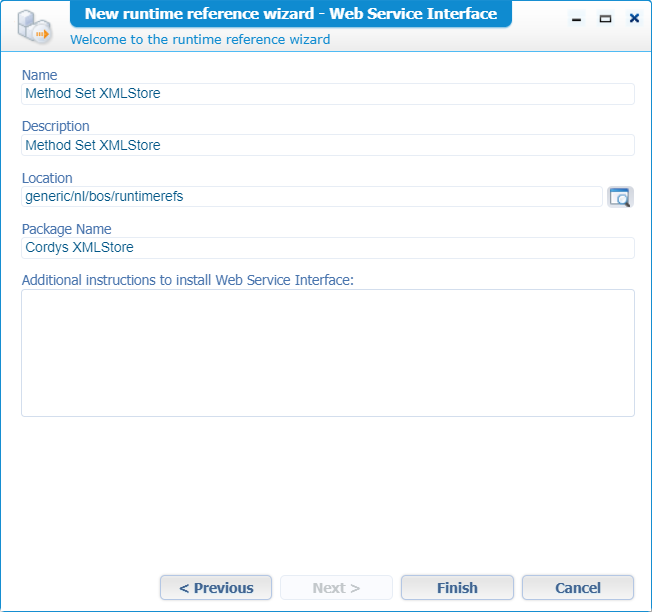 New runtime reference wizard - Web Service Interface
Welcome to the runtime reference wizard
Name
Method Set XMLStore
Description
Method Set XMLStore
Location
generic/nl/bos/runtimerefs
Package Name
Cordys XMLStore
Additional instructions to install Web Service Interface:
< Previous
Next >
Finish
Cancel